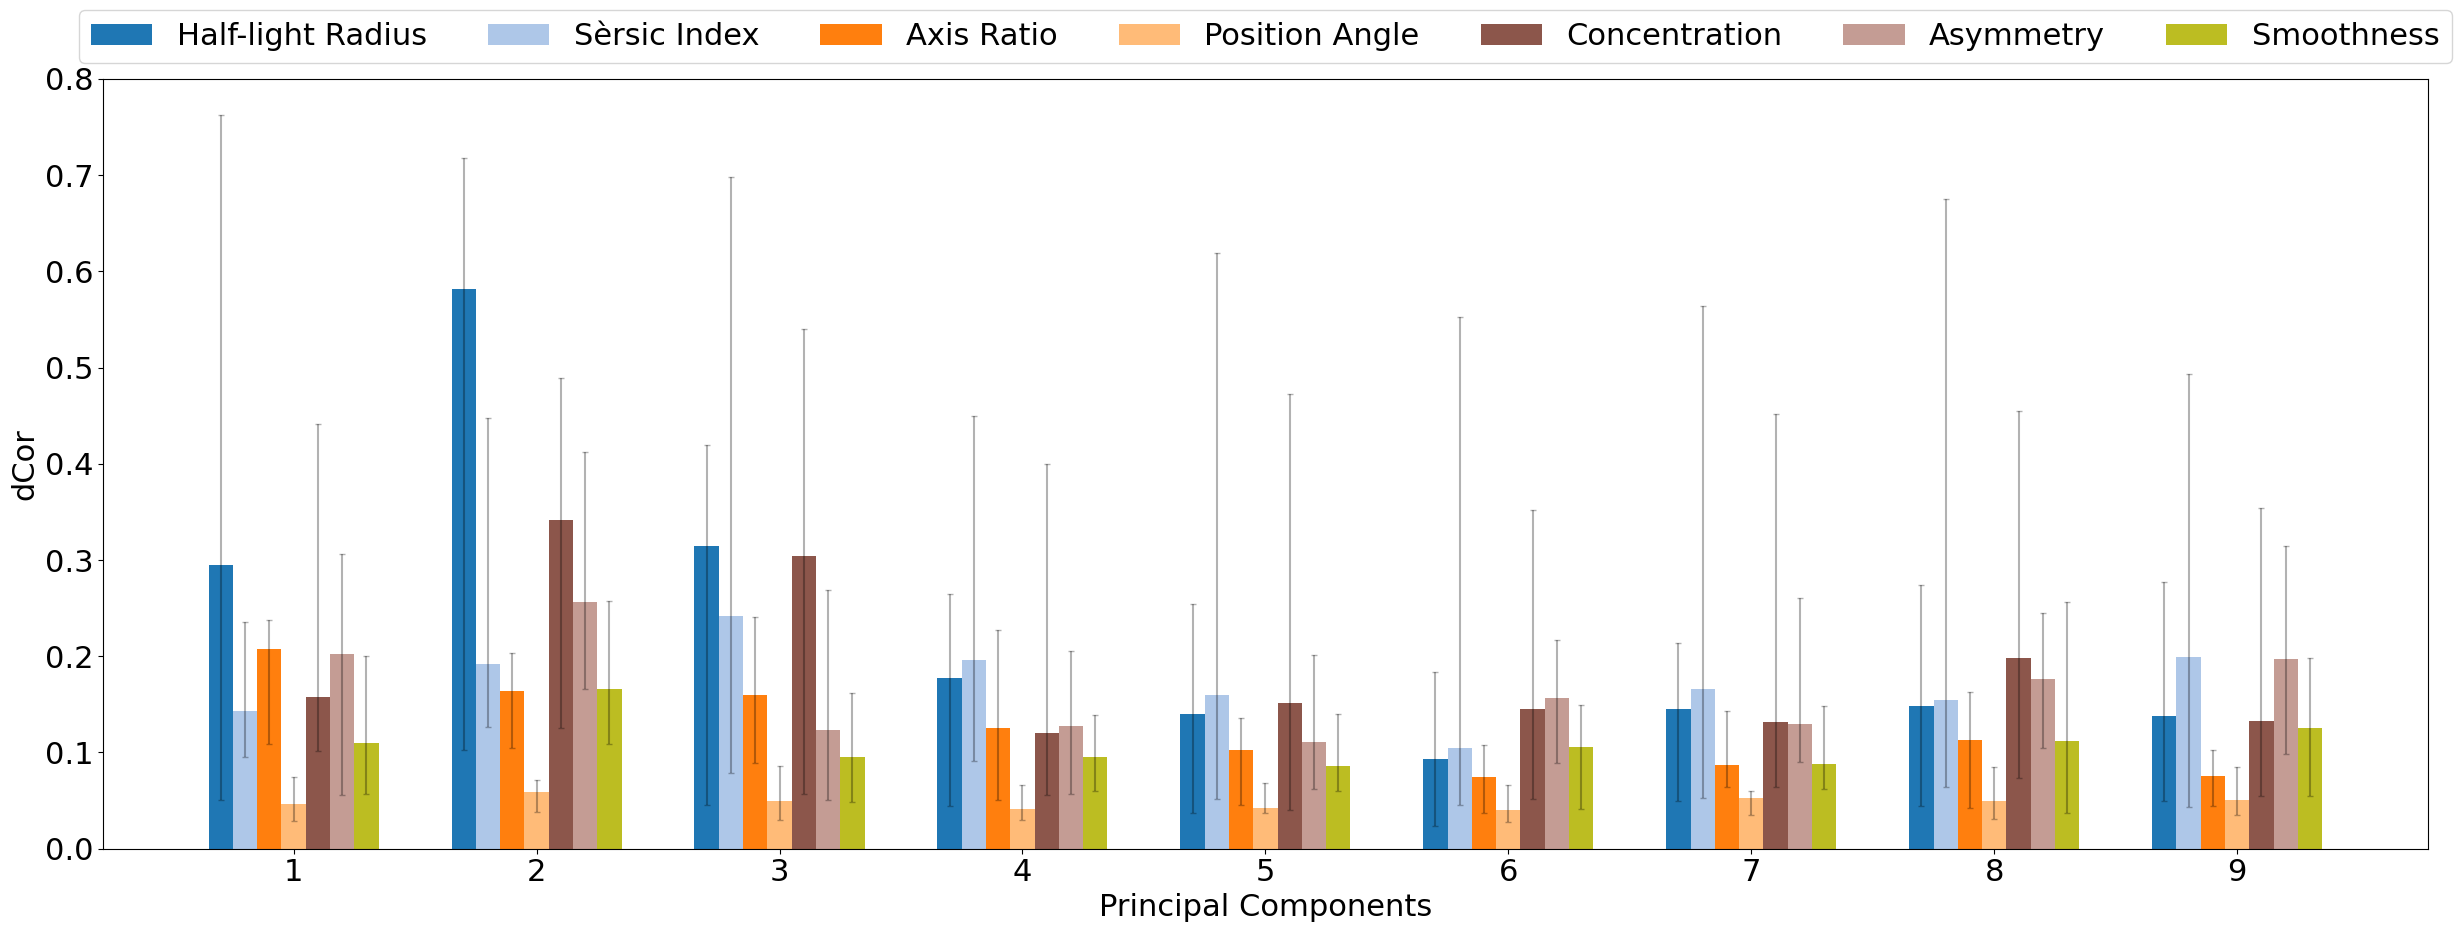 Half-light Radius Sèrsic Index Axis Ratio Position Angle Concentration Asymmetry Smoothness
0.8
0.7
0.6
0.5
0.4
0.3
0.2
0.1
0.0
dCor
1 2 3 4 5 6 7 8 9
Principal Components